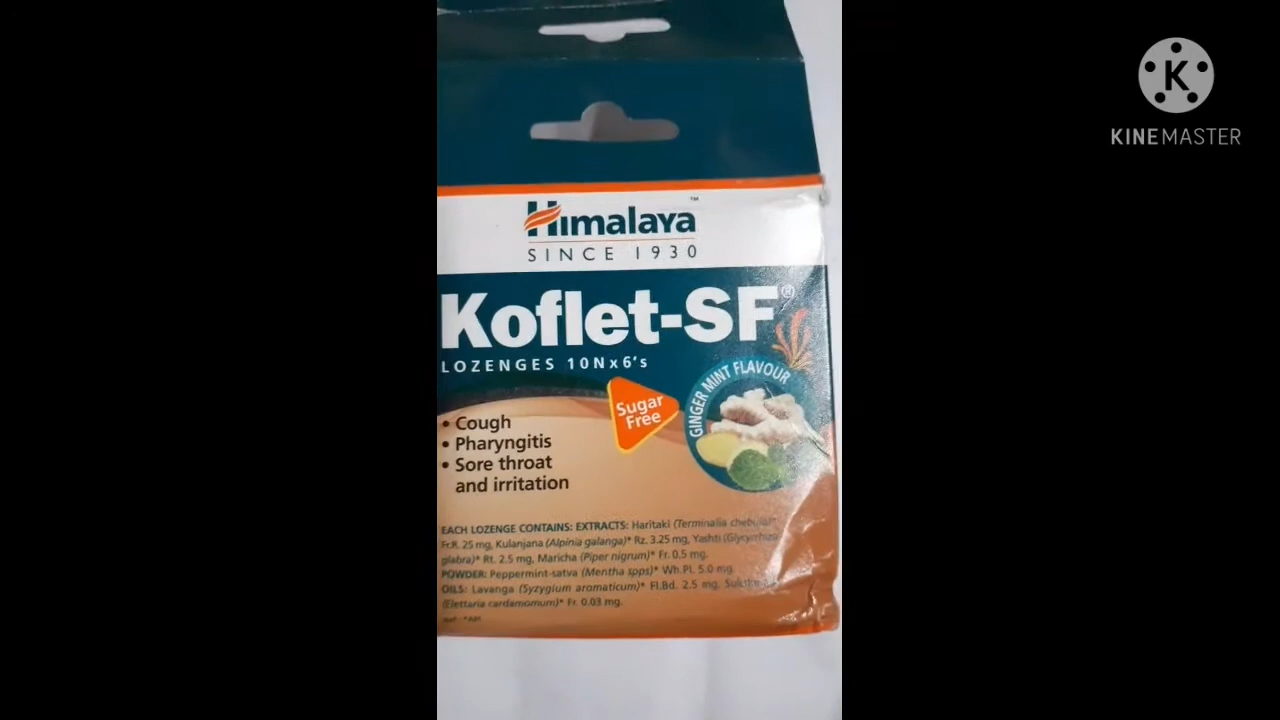 KINEMASTER
Himalaya™
SINCE 1930
Koflet-SF®
LOZENGES 10Nx6's
GINGER MINT FLAVOUR
Sugar
Free
• Cough
• Pharyngitis
• Sore throat
and irritation
EACH LOZENGE CONTAINS: EXTRACTS: Haritaki (Terminalia chebula)*
Fr.R. 25 mg, Kulanjana (Alpinia galanga)* Rz. 3.25 mg, Yashti (Glycyrrhiza
glabra)* Rt. 2.5 mg, Maricha (Piper nigrum)* Fr. 0.5 mg.
POWDER: Peppermint-satva (Mentha spps)* Wh.Pl. 5.0 mg.
OILS: Lavanga (Syzygium aromaticum)* Fl.Bd. 2.5 mg,
(Elettaria cardamomum)* Fr. 0.03 mg.